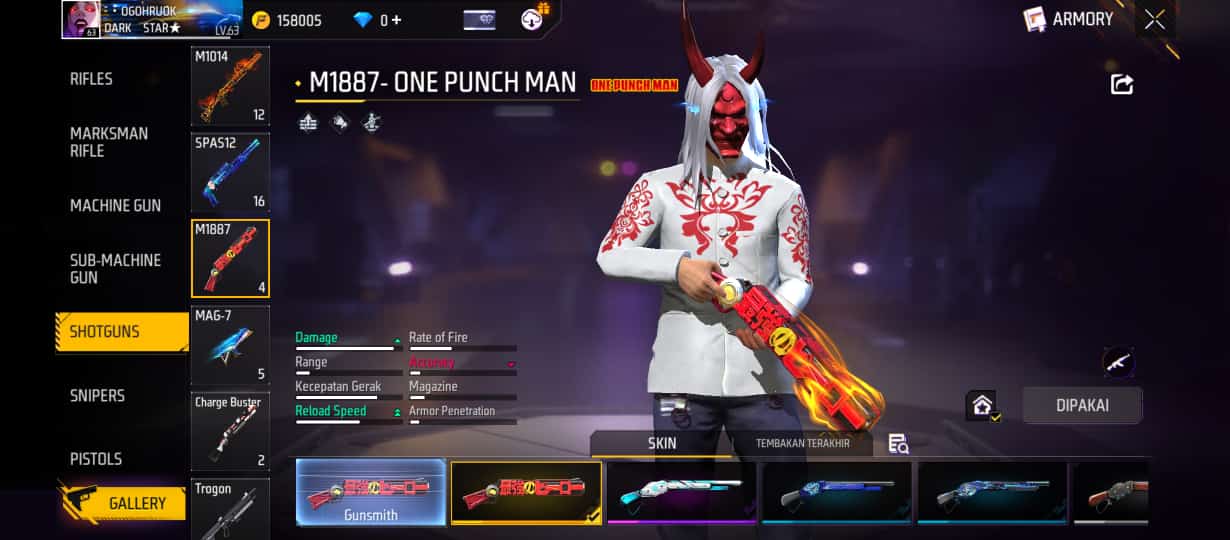 OGOHRUOK
DARK STAR★
LV.63
63
158005
0 +
ARMORY
RIFLES
MARKSMAN
RIFLE
MACHINE GUN
SUB-MACHINE
GUN
SHOTGUNS
SNIPERS
PISTOLS
GALLERY
M1014
12
SPAS12
16
M1887
4
MAG-7
5
Charge Buster
2
Trogon
M1887- ONE PUNCH MAN
ONE PUNCH MAN
Damage
Rate of Fire
Range
Accuracy
Kecepatan Gerak
Magazine
Reload Speed
Armor Penetration
DIPAKAI
SKIN
TEMBAKAN TERAKHIR
Gunsmith